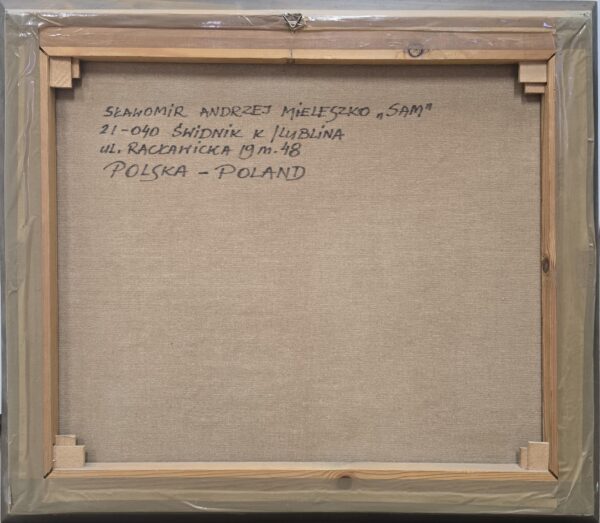 SŁAWOMIR ANDRZEJ MIELESZKO „SAM"
21-040 ŚWIDNIK K/LUBLINA
ul. RACŁAWICKA 19 m. 48
POLSKA - POLAND